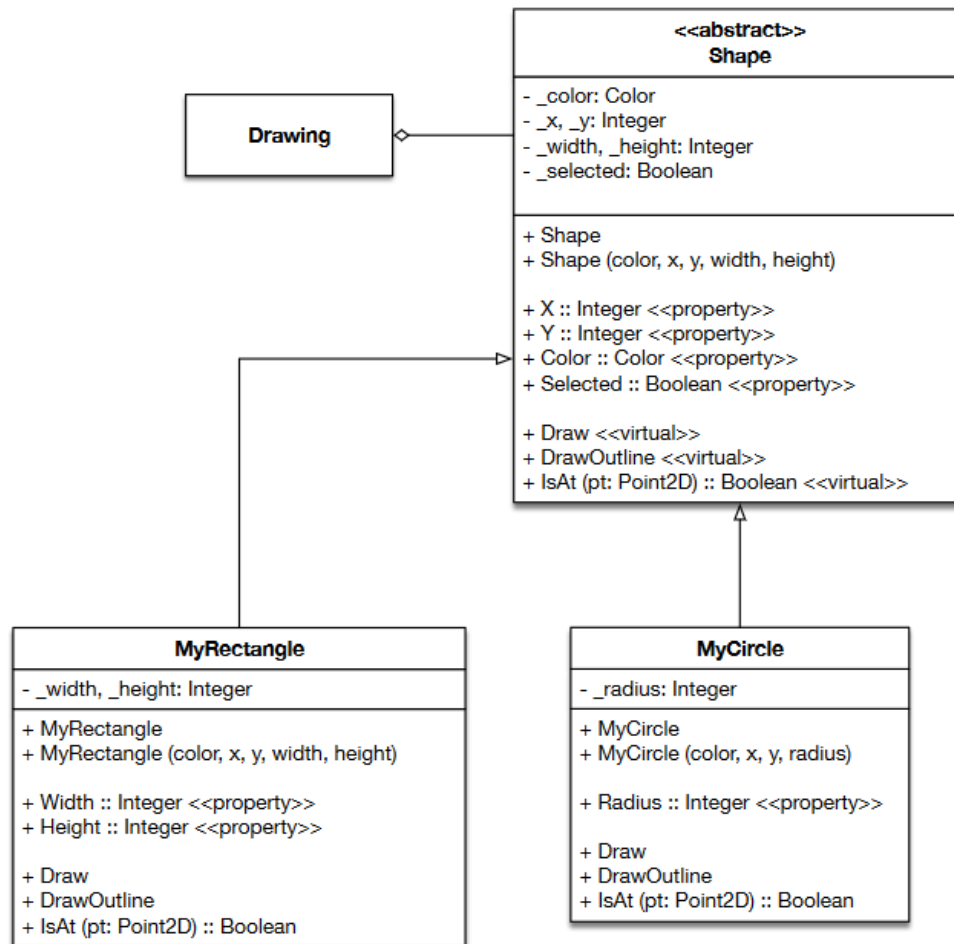 <<abstract>>
Shape
- _color: Color
- _x, _y: Integer
- _width, _height: Integer
- _selected: Boolean
+ Shape
+ Shape (color, x, y, width, height)
+ X :: Integer <<property>>
+ Y :: Integer <<property>>
+ Color :: Color <<property>>
+ Selected :: Boolean <<property>>
+ Draw <<virtual>>
+ DrawOutline <<virtual>>
+ IsAt (pt: Point2D) :: Boolean <<virtual>>
Drawing
MyRectangle
- _width, _height: Integer
+ MyRectangle
+ MyRectangle (color, x, y, width, height)
+ Width :: Integer <<property>>
+ Height :: Integer <<property>>
+ Draw
+ DrawOutline
+ IsAt (pt: Point2D) :: Boolean
MyCircle
- _radius: Integer
+ MyCircle
+ MyCircle (color, x, y, radius)
+ Radius :: Integer <<property>>
+ Draw
+ DrawOutline
+ IsAt (pt: Point2D) :: Boolean